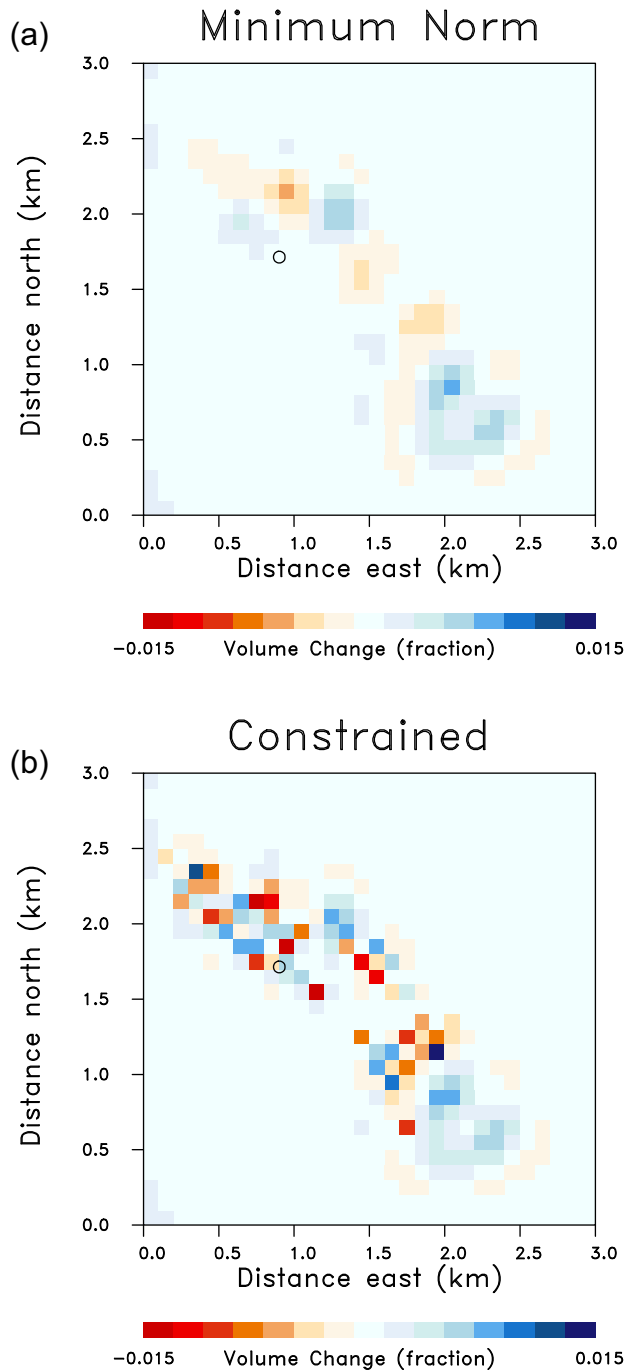 (a)
Minimum Norm
3.0
2.5
2.0
1.5
1.0
0.5
0.0
Distance north (km)
0.0 0.5 1.0 1.5 2.0 2.5 3.0
Distance east (km)
-0.015 Volume Change (fraction) 0.015
(b)
Constrained
3.0
2.5
2.0
1.5
1.0
0.5
0.0
Distance north (km)
0.0 0.5 1.0 1.5 2.0 2.5 3.0
Distance east (km)
-0.015 Volume Change (fraction) 0.015